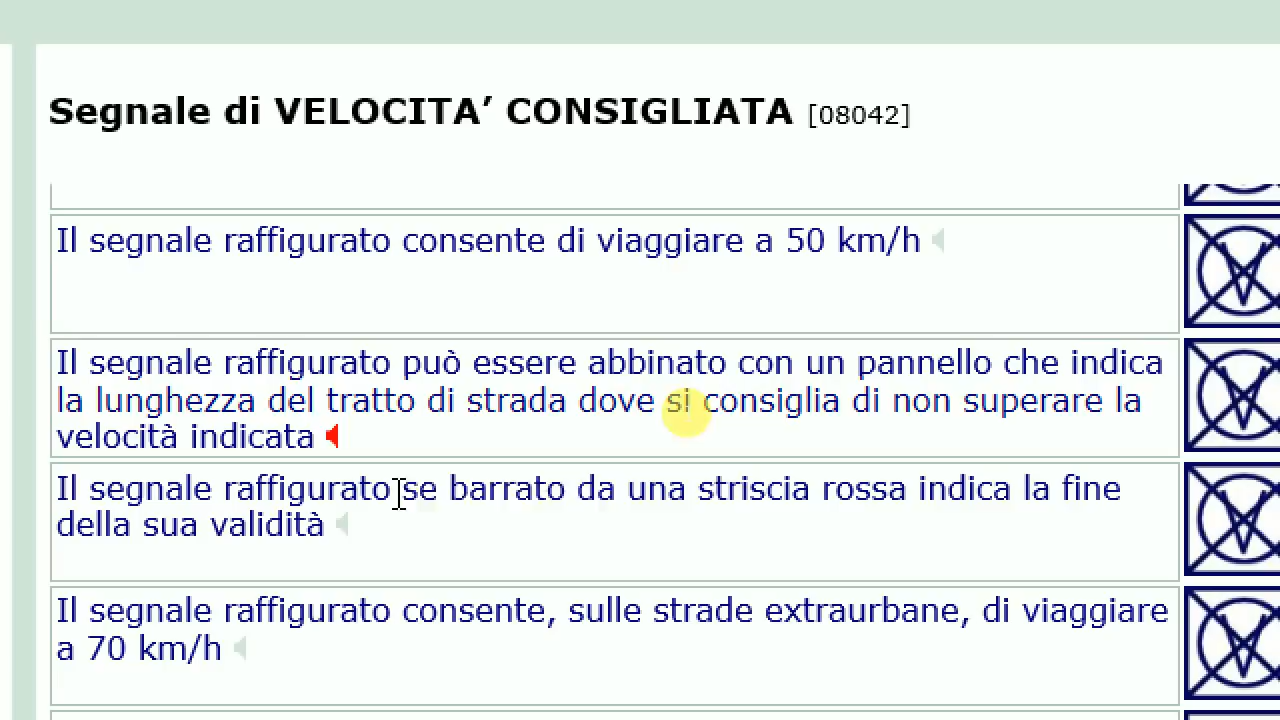 Segnale di VELOCITA’ CONSIGLIATA [08042]
Il segnale raffigurato consente di viaggiare a 50 km/h
V
Il segnale raffigurato può essere abbinato con un pannello che indica
la lunghezza del tratto di strada dove si consiglia di non superare la
velocità indicata
V
Il segnale raffigurato se barrato da una striscia rossa indica la fine
della sua validità
V
Il segnale raffigurato consente, sulle strade extraurbane, di viaggiare
a 70 km/h
V